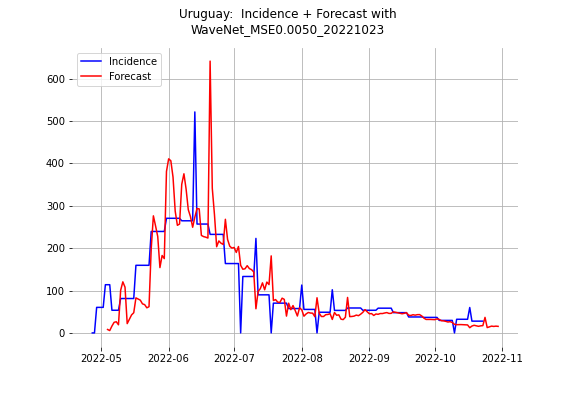 Uruguay:  Incidence + Forecast with
WaveNet_MSE0.0050_20221023
Incidence
Forecast
600
500
400
300
200
100
0
2022-05 2022-06 2022-07 2022-08 2022-09 2022-10 2022-11